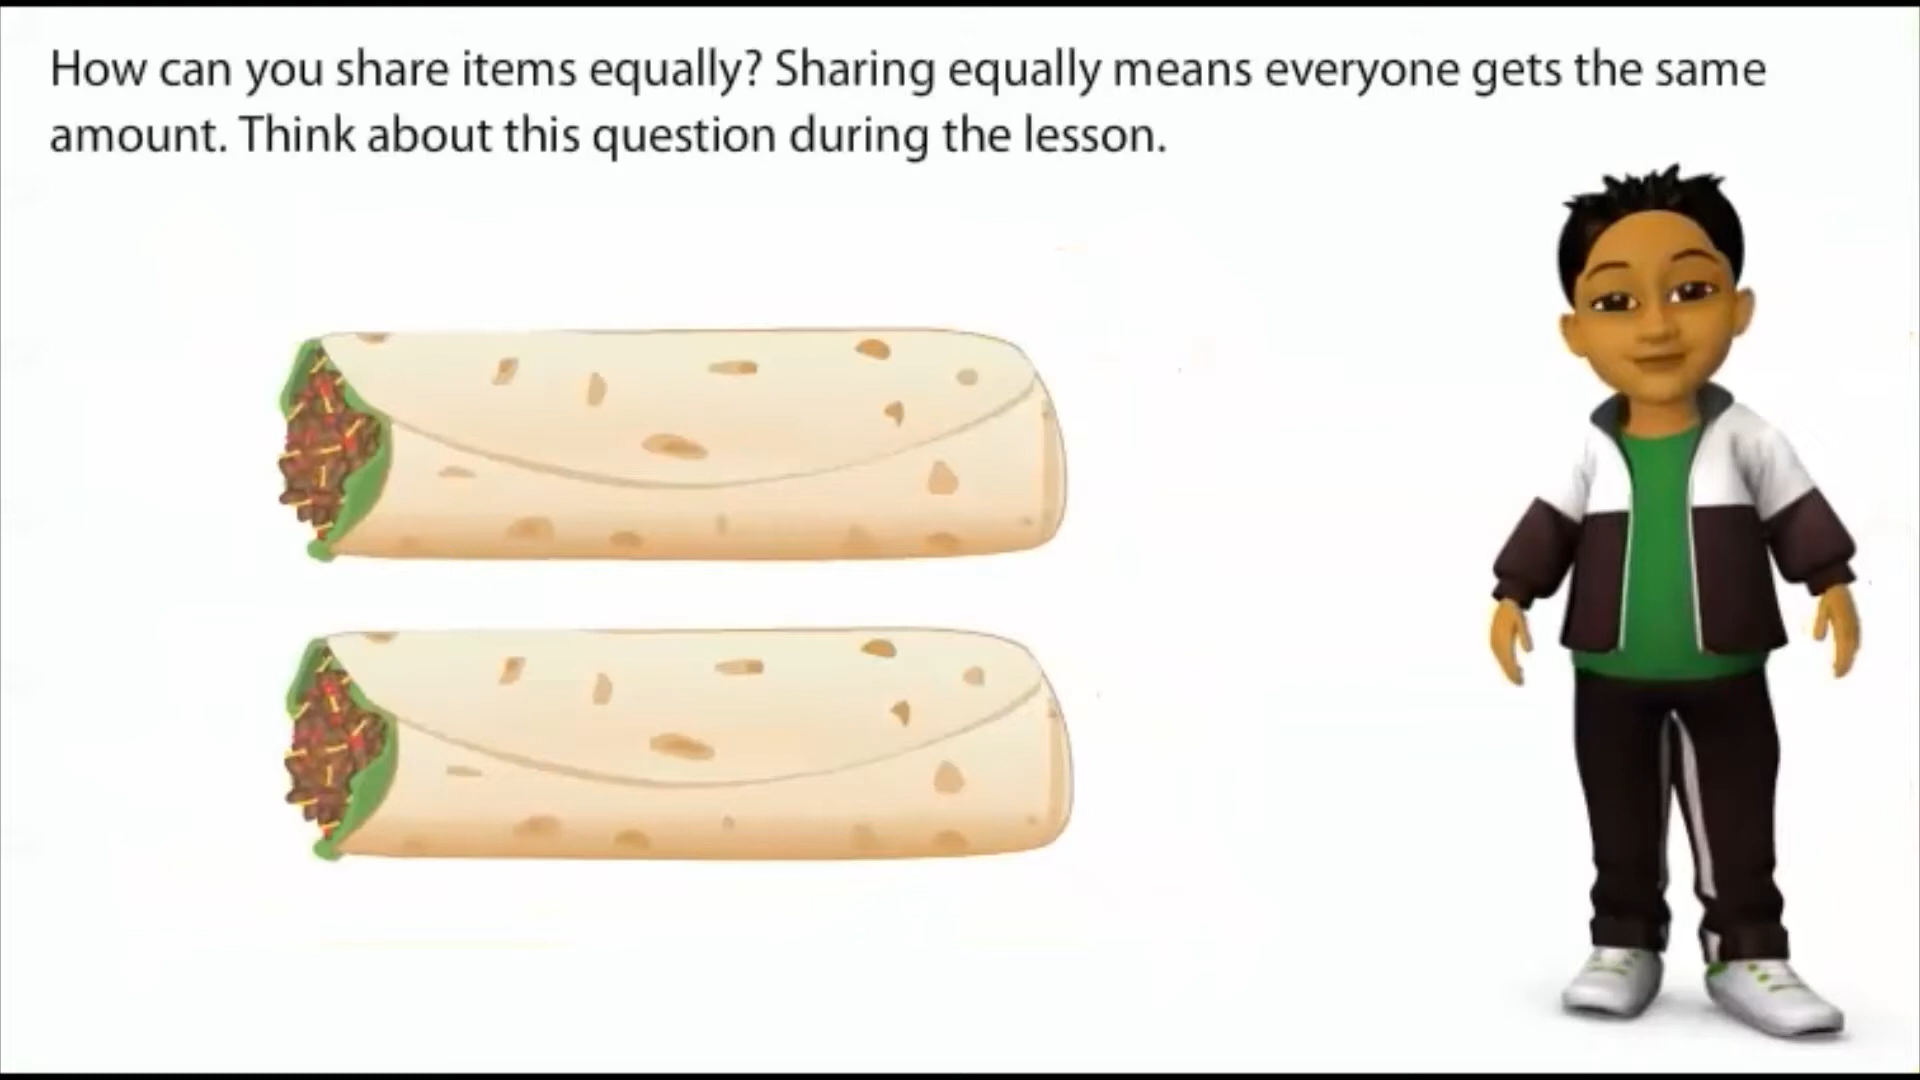 How can you share items equally? Sharing equally means everyone gets the same
amount. Think about this question during the lesson.